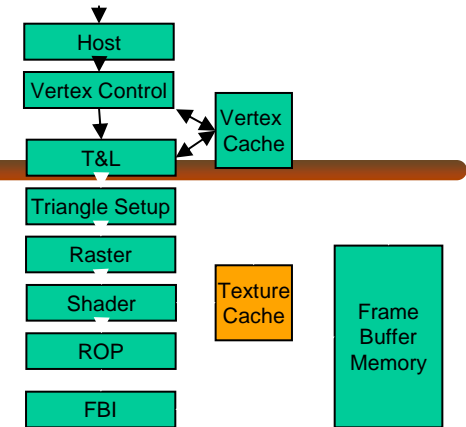 Host
Vertex Control
Vertex
Cache
T&L
Triangle Setup
Raster
Shader
Texture
Cache
Frame
Buffer
Memory
ROP
FBI